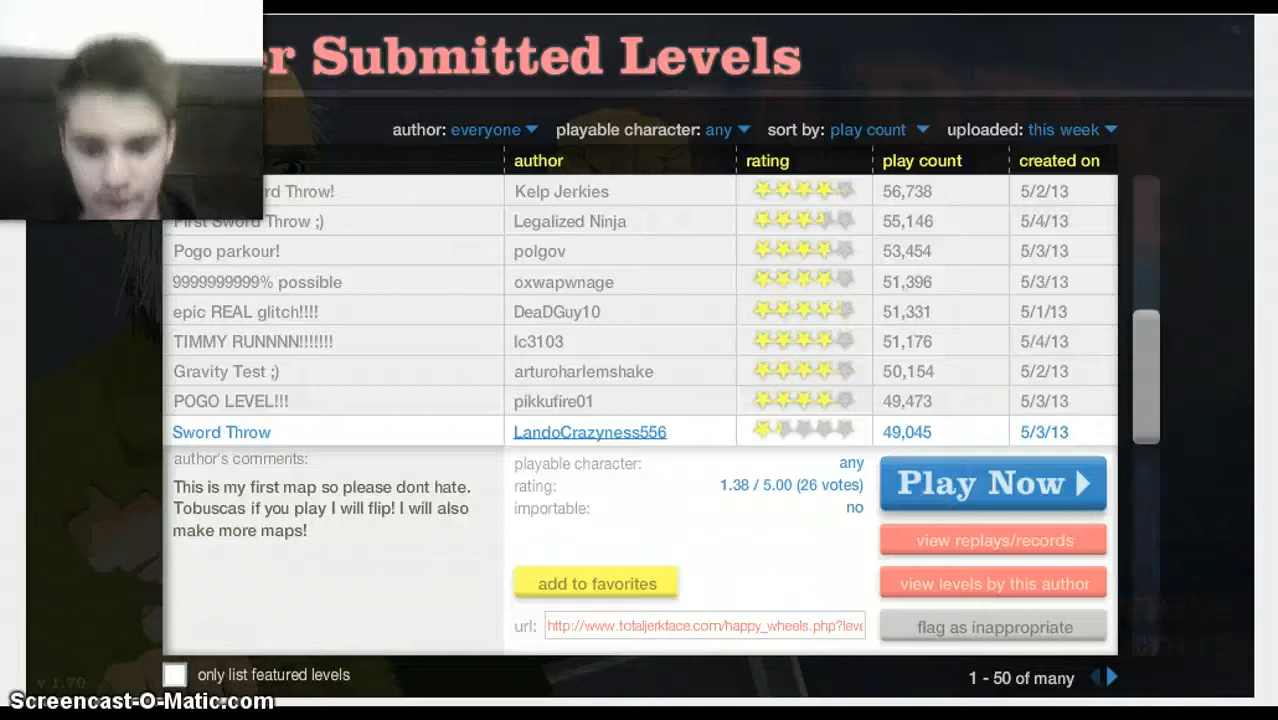 r Submitted Levels
author: everyone playable character: any sort by: play count uploaded: this week
author rating play count created on
rd Throw! Kelp Jerkies 56,738 5/2/13
First Sword Throw ;) Legalized Ninja 55,146 5/4/13
Pogo parkour! polgov 53,454 5/3/13
9999999999% possible oxwapwnage 51,396 5/3/13
epic REAL glitch!!!! DeaDGuy10 51,331 5/1/13
TIMMY RUNNNN!!!!!!! lc3103 51,176 5/4/13
Gravity Test ;) arturoharlemshake 50,154 5/2/13
POGO LEVEL!!! pikkufire01 49,473 5/3/13
Sword Throw LandoCrazyness556 49,045 5/3/13
author's comments: playable character: any
This is my first map so please dont hate. rating: 1.38 / 5.00 (26 votes) Play Now
Tobuscas if you play I will flip! I will also importable: no
make more maps!
view replays/records
add to favorites view levels by this author
url: http://www.totaljerkface.com/happy_wheels.php?leve flag as inappropriate
only list featured levels 1 - 50 of many
v 1.70
Screencast-O-Matic.com